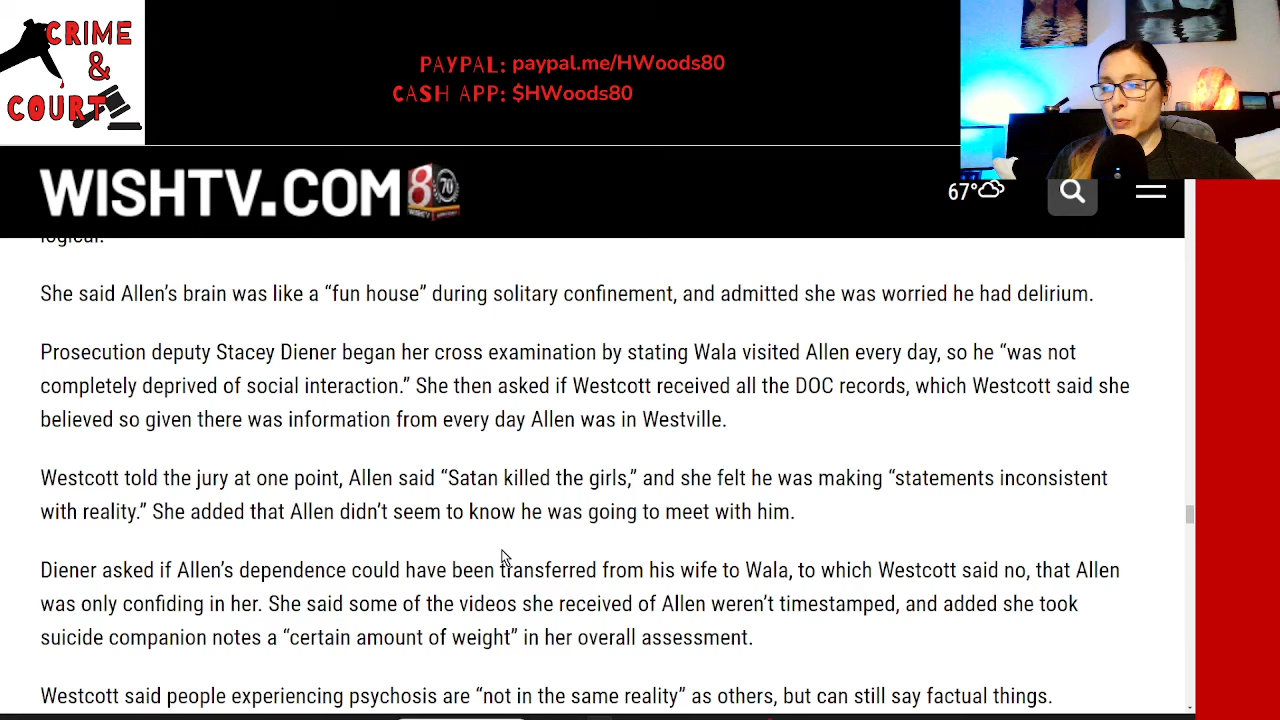 CRIME
&
COURT
PAYPAL: paypal.me/HWoods80
CASH APP: $HWoods80
WISHTV.COM 8 70
67°
logical.
She said Allen’s brain was like a “fun house” during solitary confinement, and admitted she was worried he had delirium.
Prosecution deputy Stacey Diener began her cross examination by stating Wala visited Allen every day, so he “was not
completely deprived of social interaction.” She then asked if Westcott received all the DOC records, which Westcott said she
believed so given there was information from every day Allen was in Westville.
Westcott told the jury at one point, Allen said “Satan killed the girls,” and she felt he was making “statements inconsistent
with reality.” She added that Allen didn’t seem to know he was going to meet with him.
Diener asked if Allen’s dependence could have been transferred from his wife to Wala, to which Westcott said no, that Allen
was only confiding in her. She said some of the videos she received of Allen weren’t timestamped, and added she took
suicide companion notes a “certain amount of weight” in her overall assessment.
Westcott said people experiencing psychosis are “not in the same reality” as others, but can still say factual things.